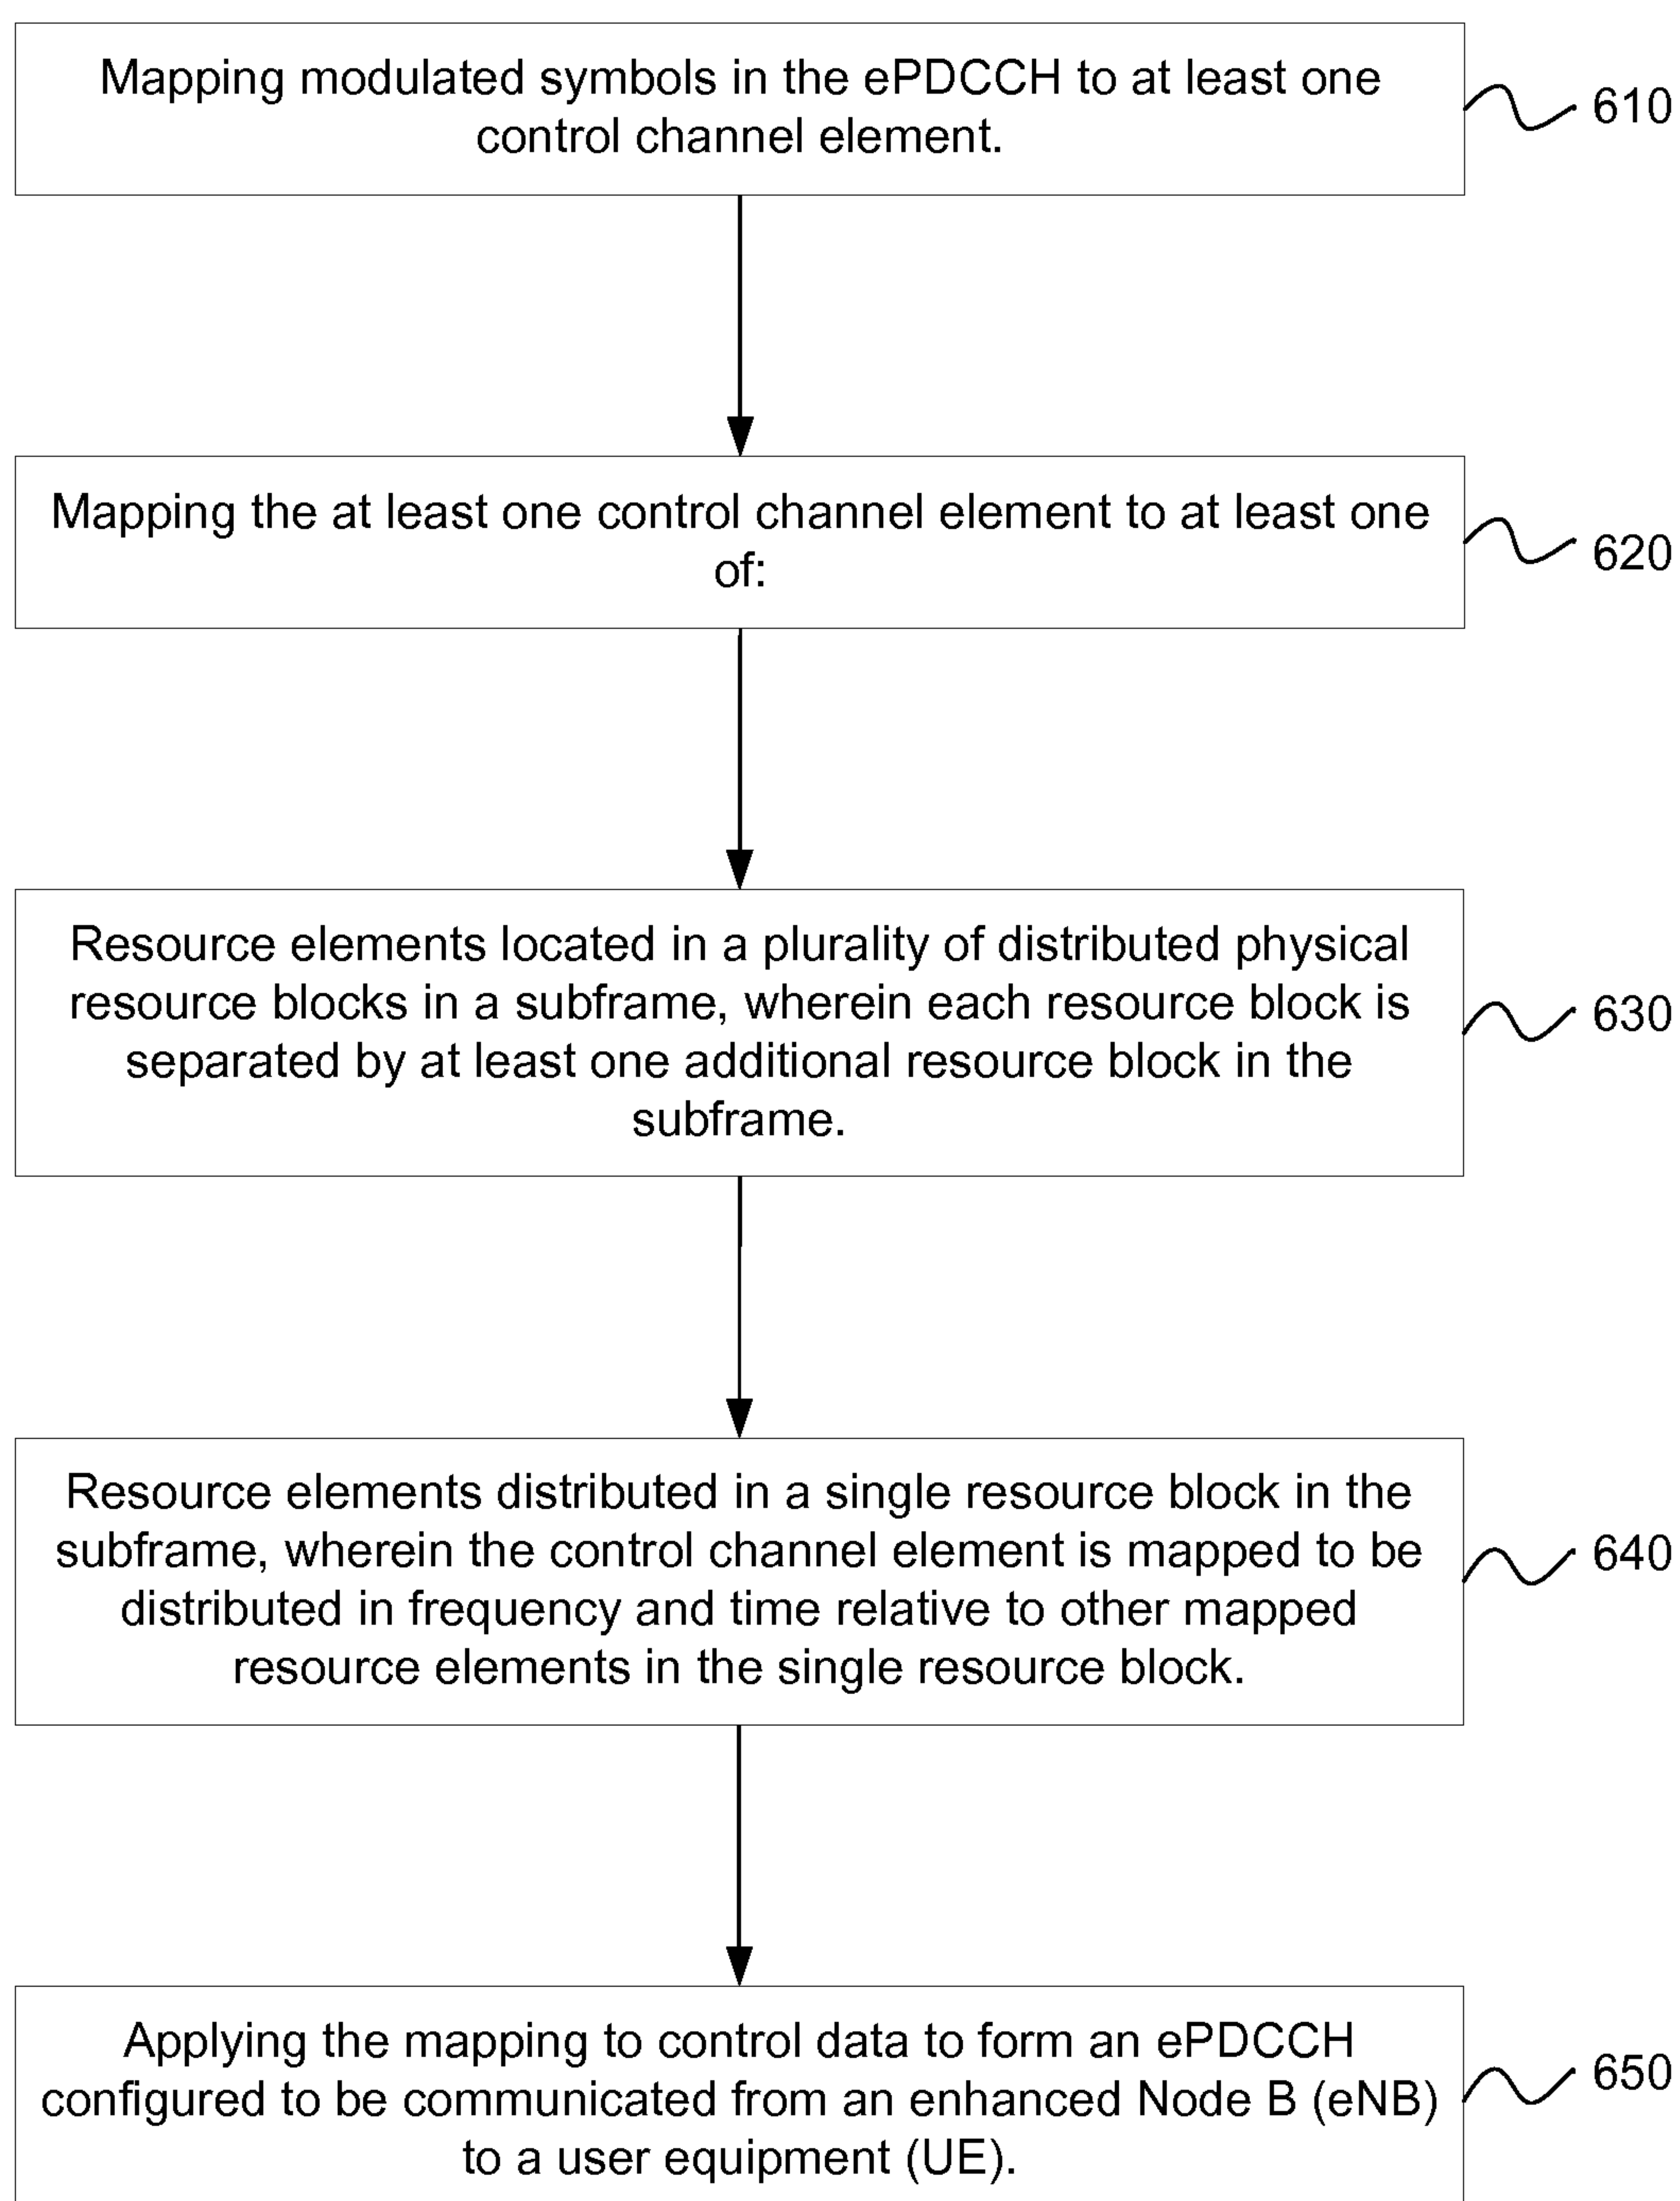 Mapping modulated symbols in the ePDCCH to at least one
control channel element.
610
Mapping the at least one control channel element to at least one
of:
620
Resource elements located in a plurality of distributed physical
resource blocks in a subframe, wherein each resource block is
separated by at least one additional resource block in the
subframe.
630
Resource elements distributed in a single resource block in the
subframe, wherein the control channel element is mapped to be
distributed in frequency and time relative to other mapped
resource elements in the single resource block.
640
Applying the mapping to control data to form an ePDCCH
configured to be communicated from an enhanced Node B (eNB)
to a user equipment (UE).
650